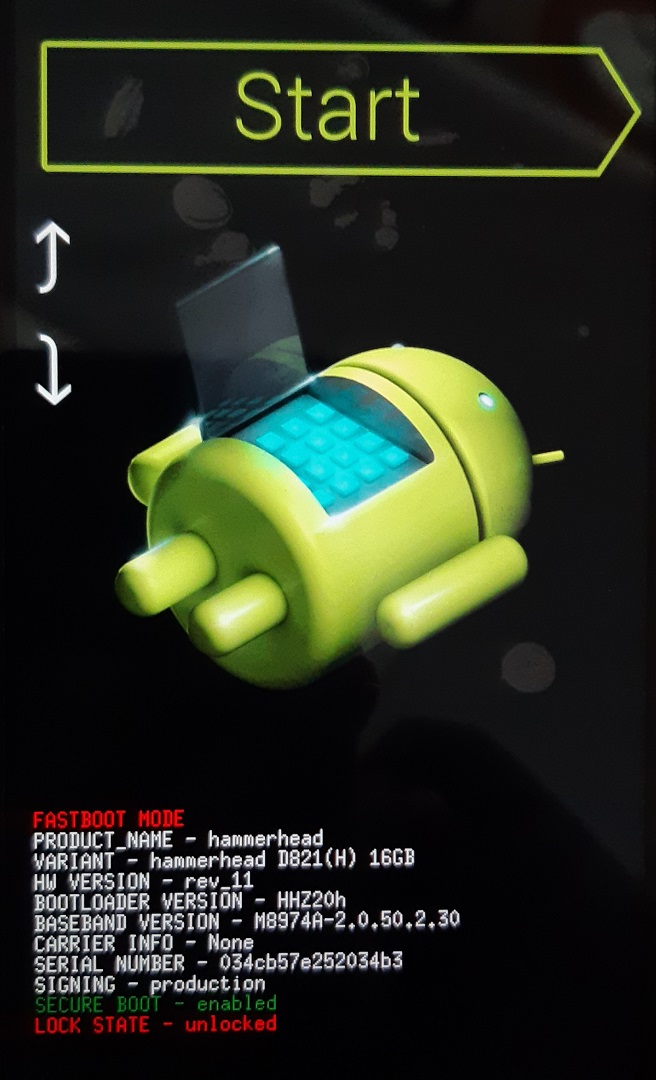 Start
FASTBOOT MODE
PRODUCT_NAME - hammerhead
VARIANT - hammerhead D821(H) 16GB
HW VERSION - rev_11
BOOTLOADER VERSION - HHZ20h
BASEBAND VERSION - M8974A-2.0.50.2.30
CARRIER INFO - None
SERIAL NUMBER - 034cb57e252034b3
SIGNING - production
SECURE BOOT - enabled
LOCK STATE - unlocked